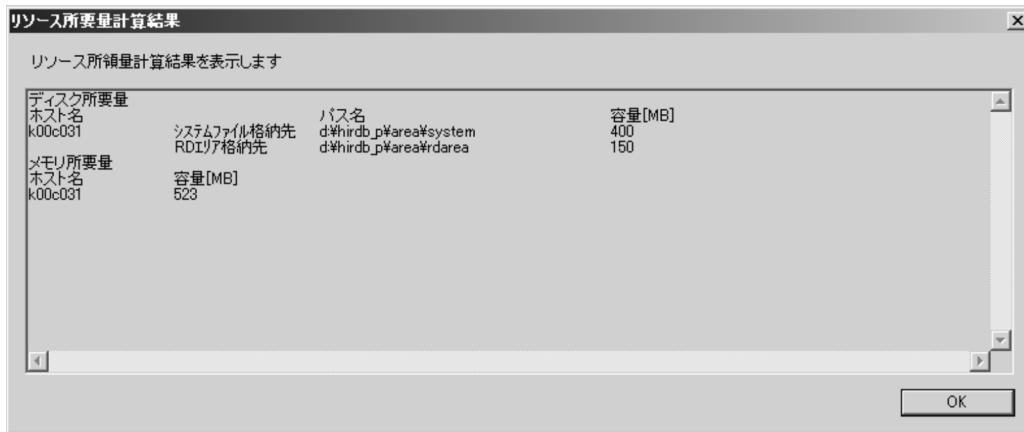 リソース所要量計算結果
リソース所領量計算結果を表示します
ディスク所要量
ホスト名 パス名 容量[MB]
k00c031 ｼｽﾃﾑﾌｧｲﾙ格納先 d:¥hirdb_p¥area¥system 400
RDｴﾘｱ格納先 d:¥hirdb_p¥area¥rdarea 150
メモリ所要量
ホスト名 容量[MB]
k00c031 523
OK